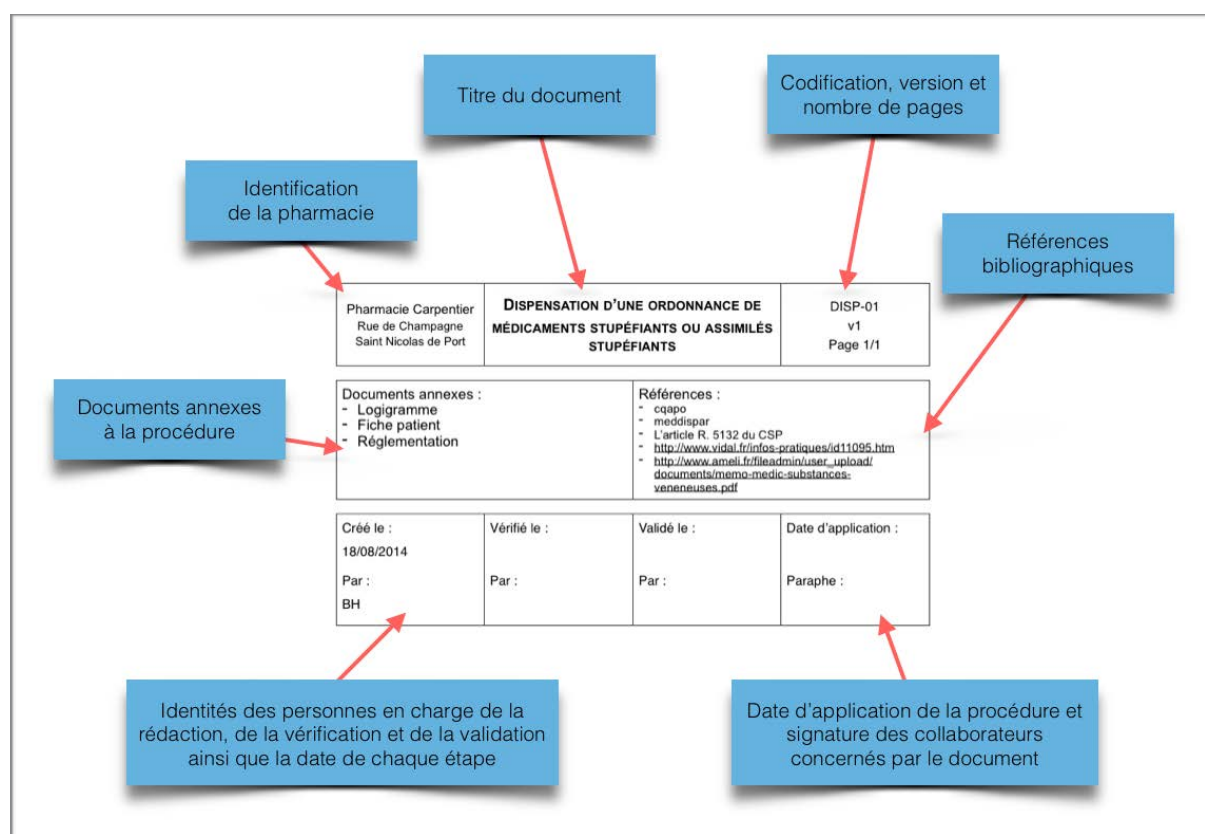 Titre du document
Codification, version et
nombre de pages
Identification
de la pharmacie
Références
bibliographiques
Pharmacie Carpentier
Rue de Champagne
Saint Nicolas de Port
DISPENSATION D'UNE ORDONNANCE DE
MÉDICAMENTS STUPÉFIANTS OU ASSIMILÉS
STUPÉFIANTS
DISP-01
v1
Page 1/1
Documents annexes
à la procédure
Documents annexes :
- Logigramme
- Fiche patient
- Réglementation
Références :
- cqapo
- meddispar
- L'article R. 5132 du CSP
- http://www.vidal.fr/infos-pratiques/id11095.htm
- http://www.ameli.fr/fileadmin/user_upload/
documents/memo-medic-substances-
veneneuses.pdf
Créé le :
18/08/2014
Par :
BH
Vérifié le :
Par :
Validé le :
Par :
Date d'application :
Paraphe :
Identités des personnes en charge de la
rédaction, de la vérification et de la validation
ainsi que la date de chaque étape
Date d'application de la procédure et
signature des collaborateurs
concernés par le document